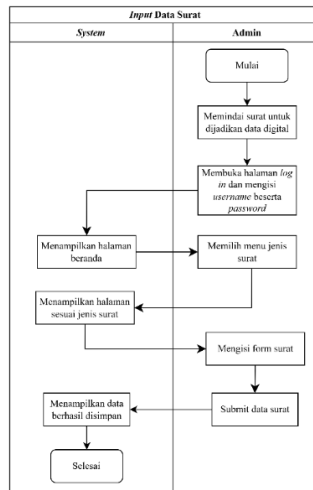 Input Data Surat
System
Admin
Mulai
Memindai surat untuk
dijadikan data digital
Membuka halaman log
in dan mengisi
username beserta
password
Menampilkan halaman
beranda
Memilih menu jenis
surat
Menampilkan halaman
sesuai jenis surat
Mengisi form surat
Submit data surat
Menampilkan data
berhasil disimpan
Selesai